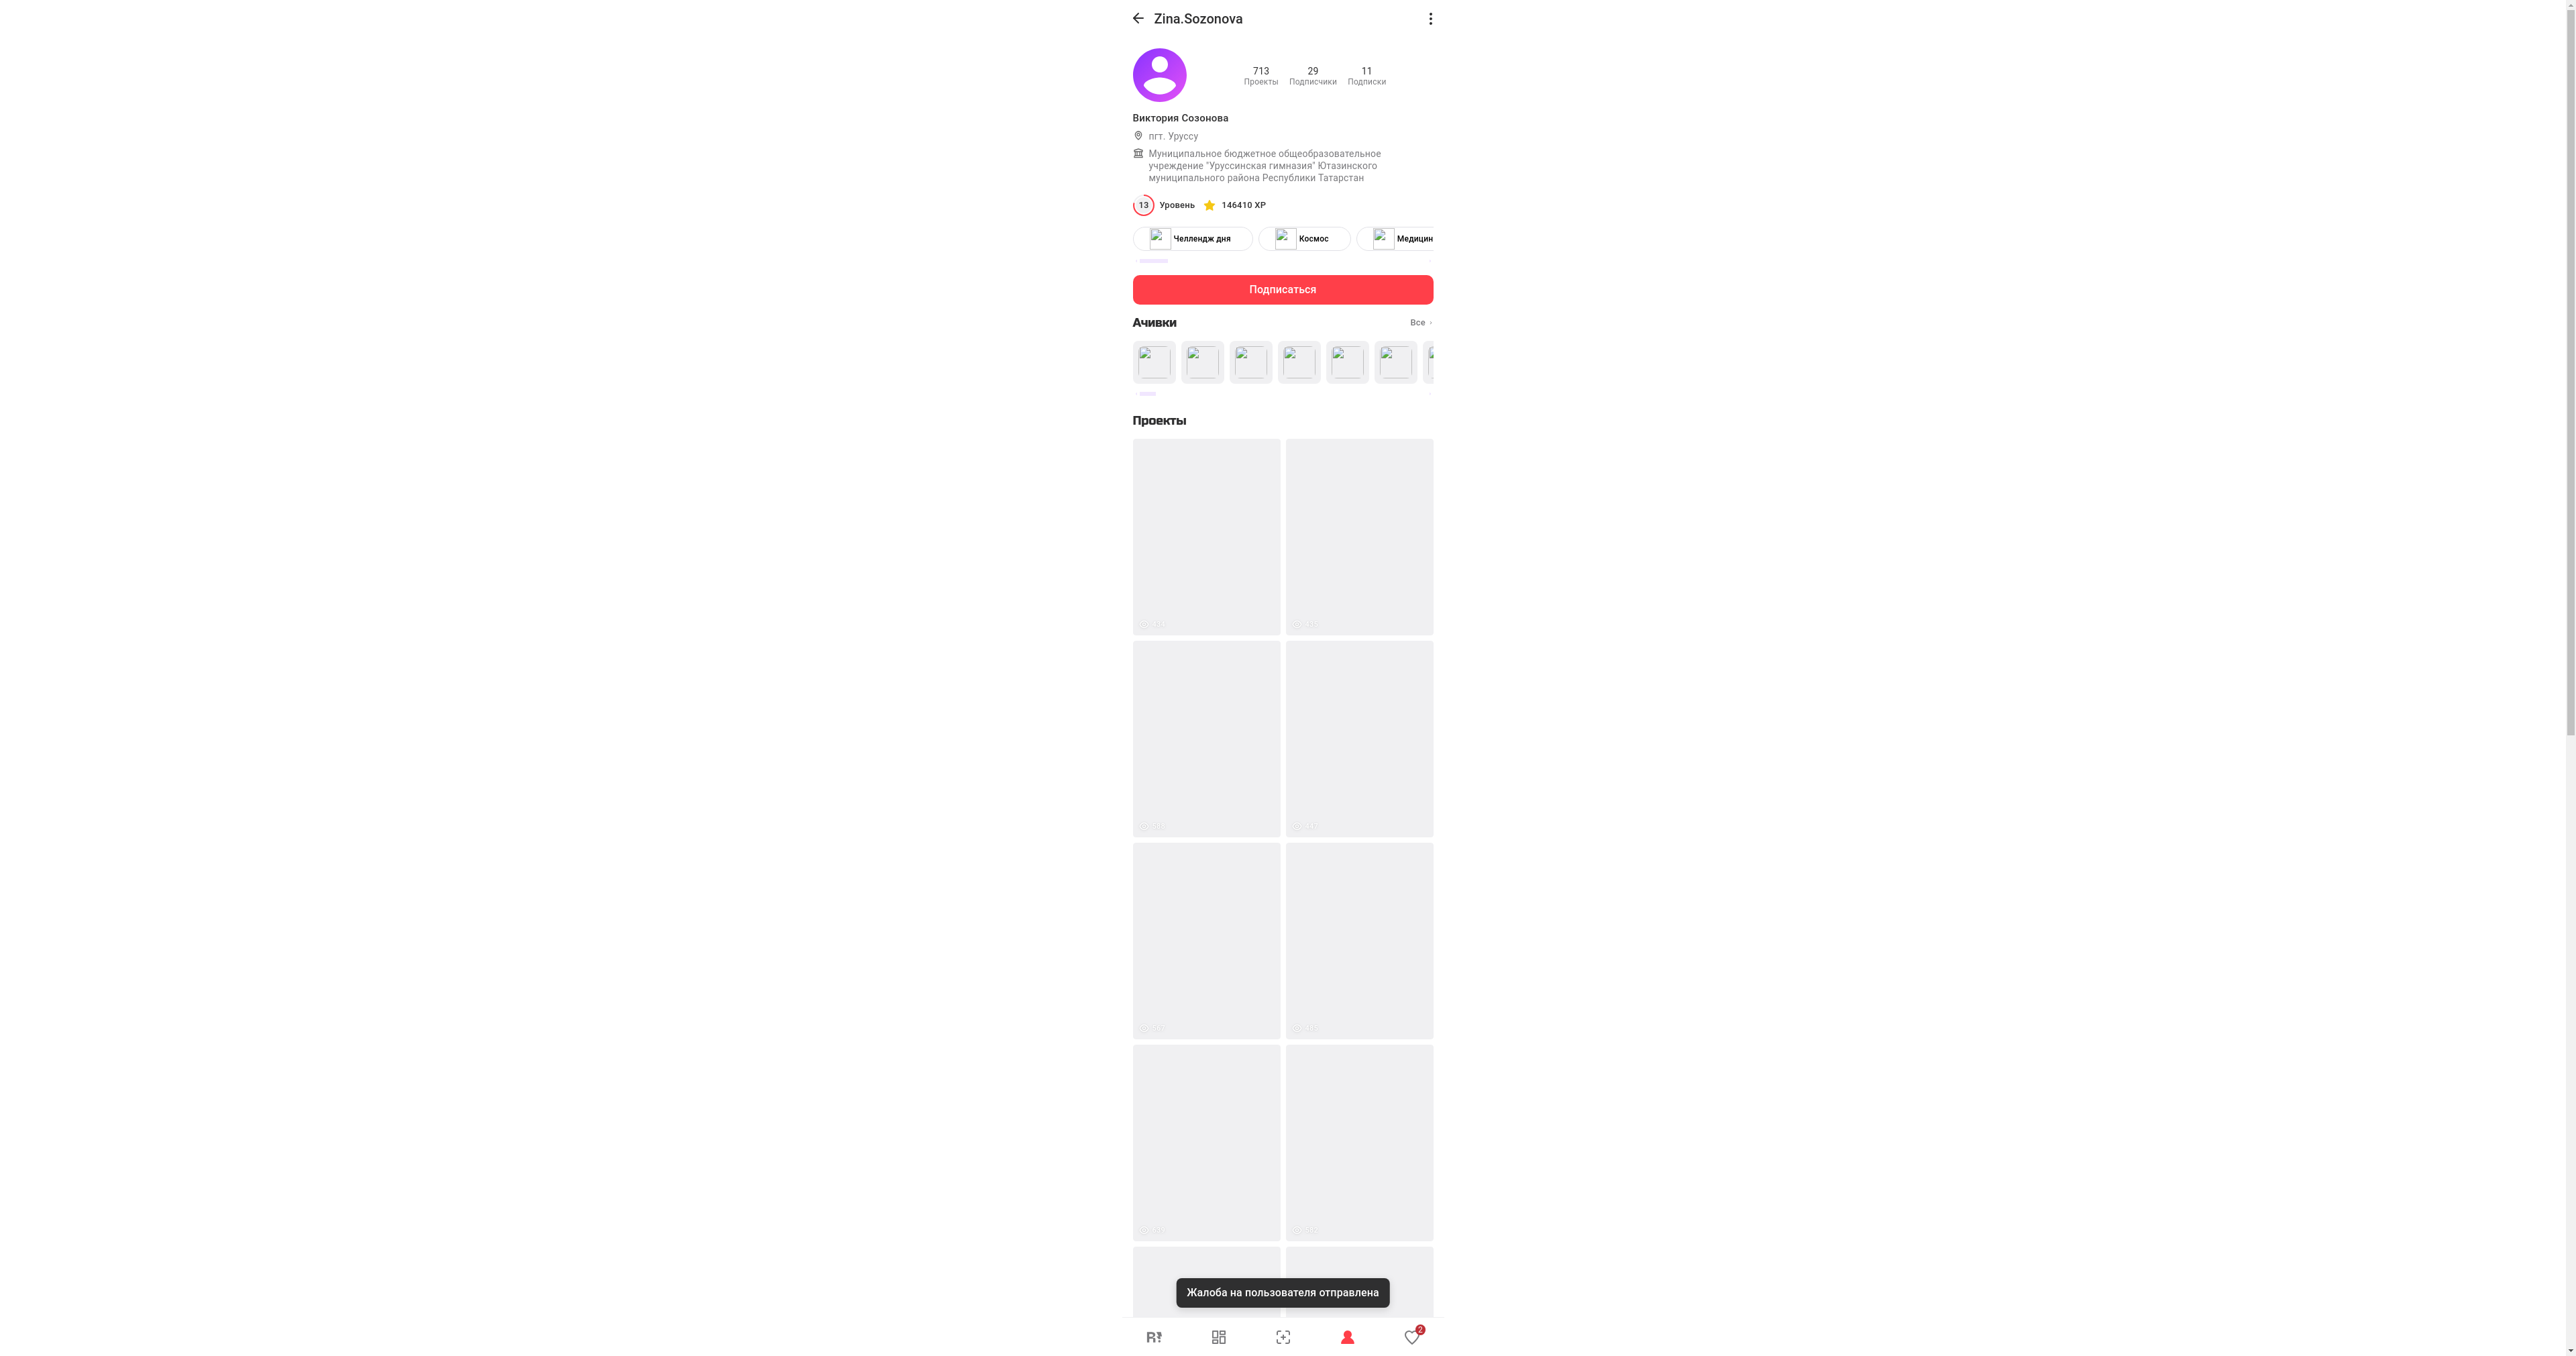 Zina.Sozonova
713
29
11
Проекты
Подписчики
Подписки
Виктория Созонова
пгт. Уруссу
Муниципальное бюджетное общеобразовательное
учреждение "Уруссинская гимназия" Ютазинского
муниципального района Республики Татарстан
13 Уровень 146410 XP
Челлендж дня
Космос
Медицин
Подписаться
Ачивки
Все
Проекты
Жалоба на пользователя отправлена
2